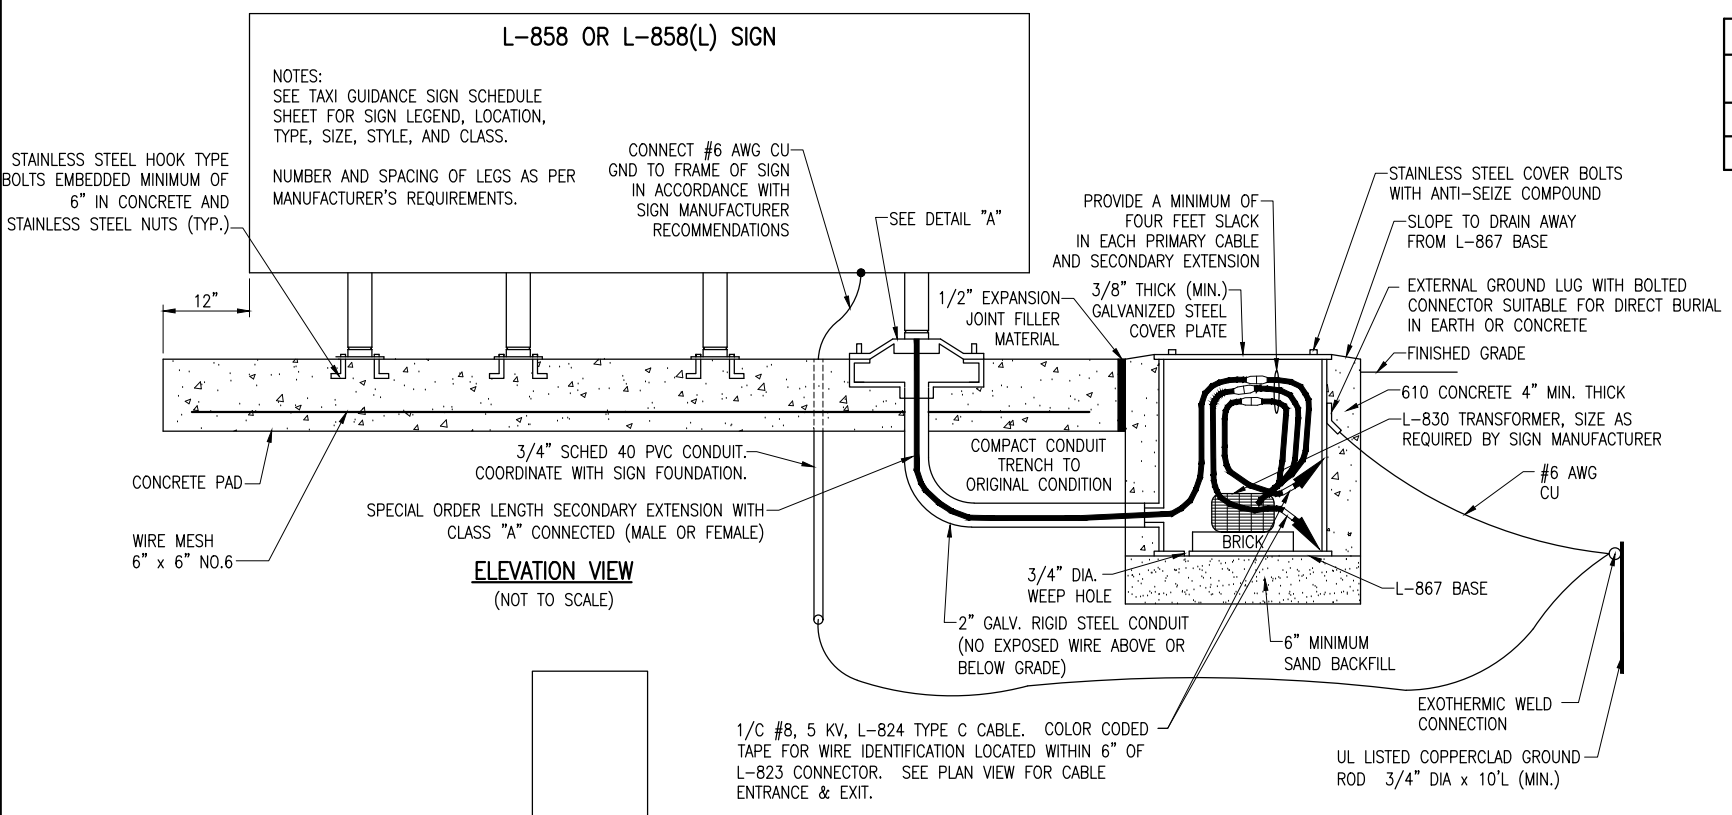 L-858 OR L-858(L) SIGN
NOTES:
SEE TAXI GUIDANCE SIGN SCHEDULE
SHEET FOR SIGN LEGEND, LOCATION,
TYPE, SIZE, STYLE, AND CLASS.
NUMBER AND SPACING OF LEGS AS PER
MANUFACTURER'S REQUIREMENTS.
STAINLESS STEEL HOOK TYPE
BOLTS EMBEDDED MINIMUM OF
6" IN CONCRETE AND
STAINLESS STEEL NUTS (TYP.)
12"
CONNECT #6 AWG CU
GND TO FRAME OF SIGN
IN ACCORDANCE WITH
SIGN MANUFACTURER
RECOMMENDATIONS
SEE DETAIL "A"
1/2" EXPANSION
JOINT FILLER
MATERIAL
PROVIDE A MINIMUM OF
FOUR FEET SLACK
IN EACH PRIMARY CABLE
AND SECONDARY EXTENSION
3/8" THICK (MIN.)
GALVANIZED STEEL
COVER PLATE
STAINLESS STEEL COVER BOLTS
WITH ANTI-SEIZE COMPOUND
SLOPE TO DRAIN AWAY
FROM L-867 BASE
EXTERNAL GROUND LUG WITH BOLTED
CONNECTOR SUITABLE FOR DIRECT BURIAL
IN EARTH OR CONCRETE
FINISHED GRADE
610 CONCRETE 4" MIN. THICK
L-830 TRANSFORMER, SIZE AS
REQUIRED BY SIGN MANUFACTURER
#6 AWG
CU
CONCRETE PAD
WIRE MESH
6" x 6" NO.6
3/4" SCHED 40 PVC CONDUIT.
COORDINATE WITH SIGN FOUNDATION.
SPECIAL ORDER LENGTH SECONDARY EXTENSION WITH
CLASS "A" CONNECTED (MALE OR FEMALE)
COMPACT CONDUIT
TRENCH TO
ORIGINAL CONDITION
BRICK
ELEVATION VIEW
(NOT TO SCALE)
3/4" DIA.
WEEP HOLE
L-867 BASE
2" GALV. RIGID STEEL CONDUIT
(NO EXPOSED WIRE ABOVE OR
BELOW GRADE)
6" MINIMUM
SAND BACKFILL
1/C #8, 5 KV, L-824 TYPE C CABLE. COLOR CODED
TAPE FOR WIRE IDENTIFICATION LOCATED WITHIN 6" OF
L-823 CONNECTOR. SEE PLAN VIEW FOR CABLE
ENTRANCE & EXIT.
EXOTHERMIC WELD
CONNECTION
UL LISTED COPPERCLAD GROUND
ROD 3/4" DIA x 10'L (MIN.)